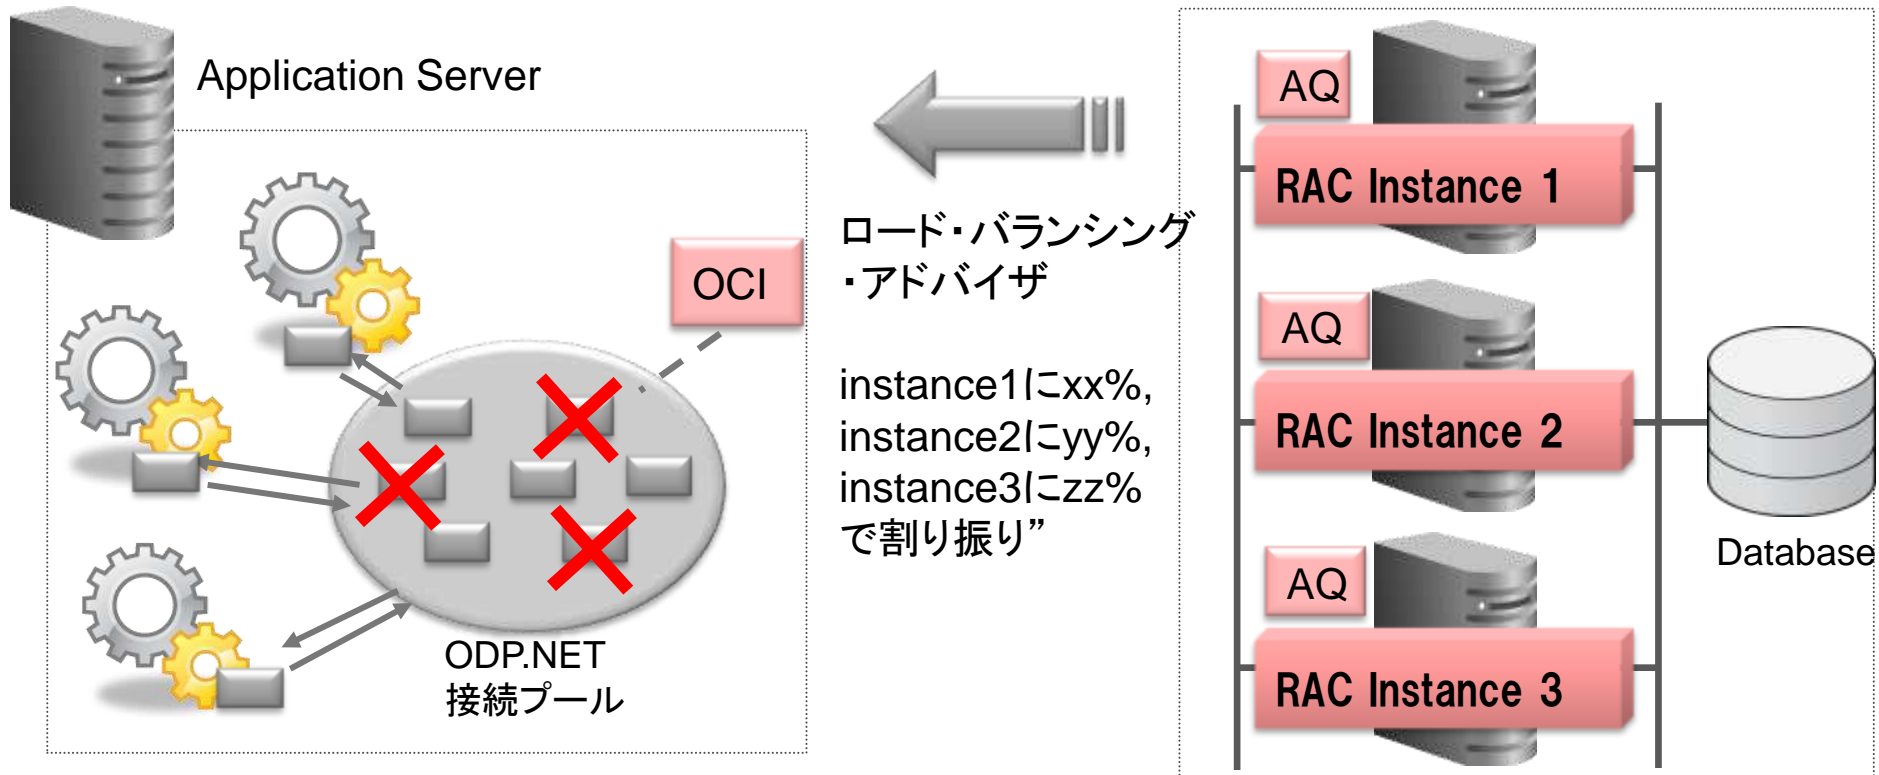 Application Server
OCI
ODP.NET
接続プール
ロード・バランシング
・アドバイザ
instance1にxx%,
instance2にyy%,
instance3にzz%
で割り振り”
AQ
RAC Instance 1
AQ
RAC Instance 2
AQ
RAC Instance 3
Database